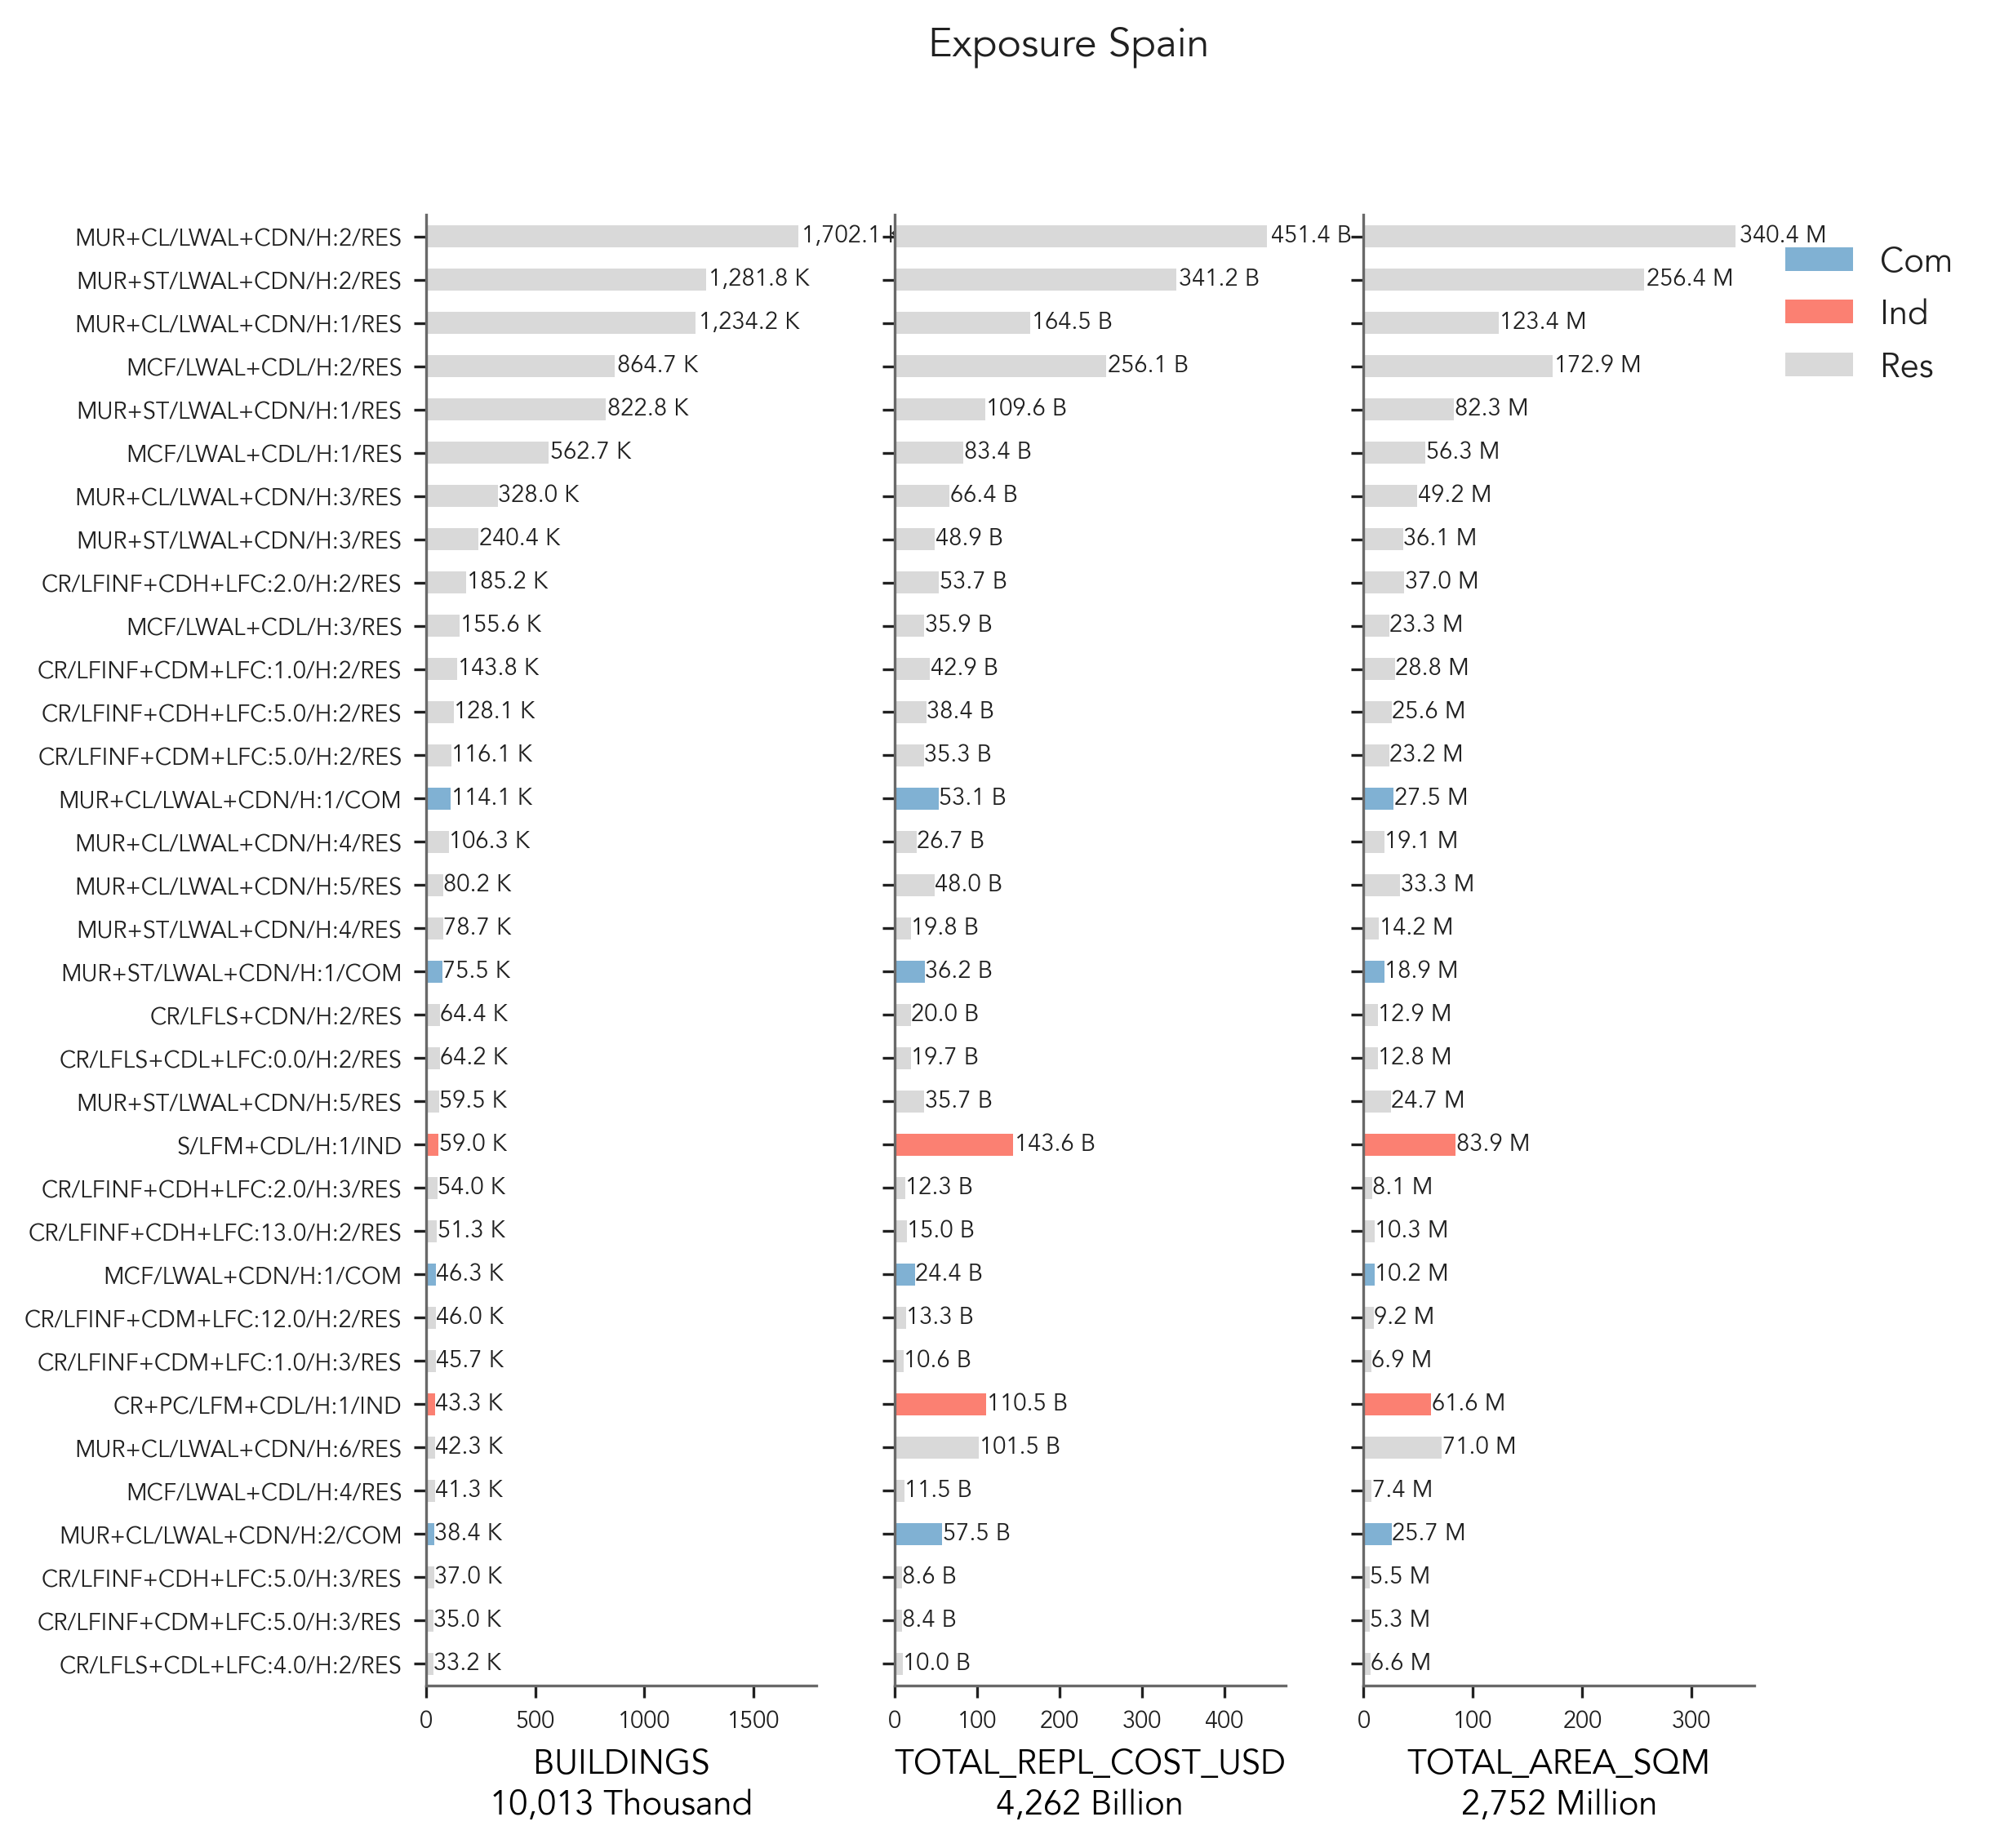 Exposure Spain
MUR+CL/LWAL+CDN/H:2/RES 1,702.1 K 451.4 B 340.4 M
MUR+ST/LWAL+CDN/H:2/RES 1,281.8 K 341.2 B 256.4 M
MUR+CL/LWAL+CDN/H:1/RES 1,234.2 K 164.5 B 123.4 M
MCF/LWAL+CDL/H:2/RES 864.7 K 256.1 B 172.9 M
MUR+ST/LWAL+CDN/H:1/RES 822.8 K 109.6 B 82.3 M
MCF/LWAL+CDL/H:1/RES 562.7 K 83.4 B 56.3 M
MUR+CL/LWAL+CDN/H:3/RES 328.0 K 66.4 B 49.2 M
MUR+ST/LWAL+CDN/H:3/RES 240.4 K 48.9 B 36.1 M
CR/LFINF+CDH+LFC:2.0/H:2/RES 185.2 K 53.7 B 37.0 M
MCF/LWAL+CDL/H:3/RES 155.6 K 35.9 B 23.3 M
CR/LFINF+CDM+LFC:1.0/H:2/RES 143.8 K 42.9 B 28.8 M
CR/LFINF+CDH+LFC:5.0/H:2/RES 128.1 K 38.4 B 25.6 M
CR/LFINF+CDM+LFC:5.0/H:2/RES 116.1 K 35.3 B 23.2 M
MUR+CL/LWAL+CDN/H:1/COM 114.1 K 53.1 B 27.5 M
MUR+CL/LWAL+CDN/H:4/RES 106.3 K 26.7 B 19.1 M
MUR+CL/LWAL+CDN/H:5/RES 80.2 K 48.0 B 33.3 M
MUR+ST/LWAL+CDN/H:4/RES 78.7 K 19.8 B 14.2 M
MUR+ST/LWAL+CDN/H:1/COM 75.5 K 36.2 B 18.9 M
CR/LFLS+CDN/H:2/RES 64.4 K 20.0 B 12.9 M
CR/LFLS+CDL+LFC:0.0/H:2/RES 64.2 K 19.7 B 12.8 M
MUR+ST/LWAL+CDN/H:5/RES 59.5 K 35.7 B 24.7 M
S/LFM+CDL/H:1/IND 59.0 K 143.6 B 83.9 M
CR/LFINF+CDH+LFC:2.0/H:3/RES 54.0 K 12.3 B 8.1 M
CR/LFINF+CDH+LFC:13.0/H:2/RES 51.3 K 15.0 B 10.3 M
MCF/LWAL+CDN/H:1/COM 46.3 K 24.4 B 10.2 M
CR/LFINF+CDM+LFC:12.0/H:2/RES 46.0 K 13.3 B 9.2 M
CR/LFINF+CDM+LFC:1.0/H:3/RES 45.7 K 10.6 B 6.9 M
CR+PC/LFM+CDL/H:1/IND 43.3 K 110.5 B 61.6 M
MUR+CL/LWAL+CDN/H:6/RES 42.3 K 101.5 B 71.0 M
MCF/LWAL+CDL/H:4/RES 41.3 K 11.5 B 7.4 M
MUR+CL/LWAL+CDN/H:2/COM 38.4 K 57.5 B 25.7 M
CR/LFINF+CDH+LFC:5.0/H:3/RES 37.0 K 8.6 B 5.5 M
CR/LFINF+CDM+LFC:5.0/H:3/RES 35.0 K 8.4 B 5.3 M
CR/LFLS+CDL+LFC:4.0/H:2/RES 33.2 K 10.0 B 6.6 M
0 500 1000 1500 0 100 200 300 400 0 100 200 300
BUILDINGS TOTAL_REPL_COST_USD TOTAL_AREA_SQM
10,013 Thousand 4,262 Billion 2,752 Million
Com
Ind
Res